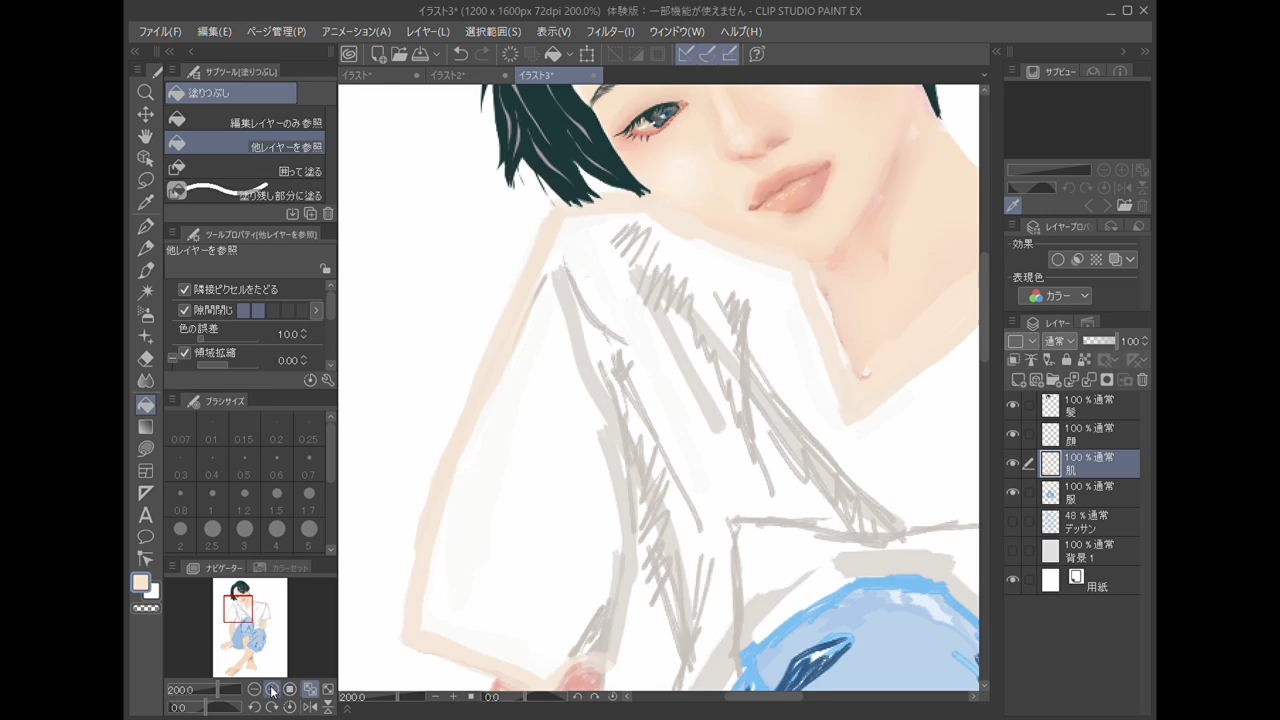 イラスト3* (1200 x 1600px 72dpi 200.0%)  体験版：一部機能が使えません - CLIP STUDIO PAINT EX
ファイル(F) 編集(E) ページ管理(P) アニメーション(A) レイヤー(L) 選択範囲(S) 表示(V) フィルター(I) ウィンドウ(W) ヘルプ(H)
サブツール[塗りつぶし]
イラスト* イラスト2* イラスト3*
サブビュー
塗りつぶし
編集レイヤーのみ参照
他レイヤーを参照
囲って塗る
塗り残し部分に塗る
ツールプロパティ[他レイヤーを参照]
他レイヤーを参照
隣接ピクセルをたどる
隙間閉じ
色の誤差 10.0
領域拡縮 0.00
ブラシサイズ
0.07 0.1 0.15 0.2 0.25
0.3 0.4 0.5 0.6 0.7
0.8 1 1.2 1.5 1.7
2 2.5 3 4 5
ナビゲーター カラーセット
200.0
0.0
200.0 0.0
レイヤープロパ
効果
表現色
カラー
レイヤー
通常 100
100 %通常
髪
100 %通常
顔
100 %通常
肌
100 %通常
服
48 %通常
デッサン
100 %通常
背景 1
用紙